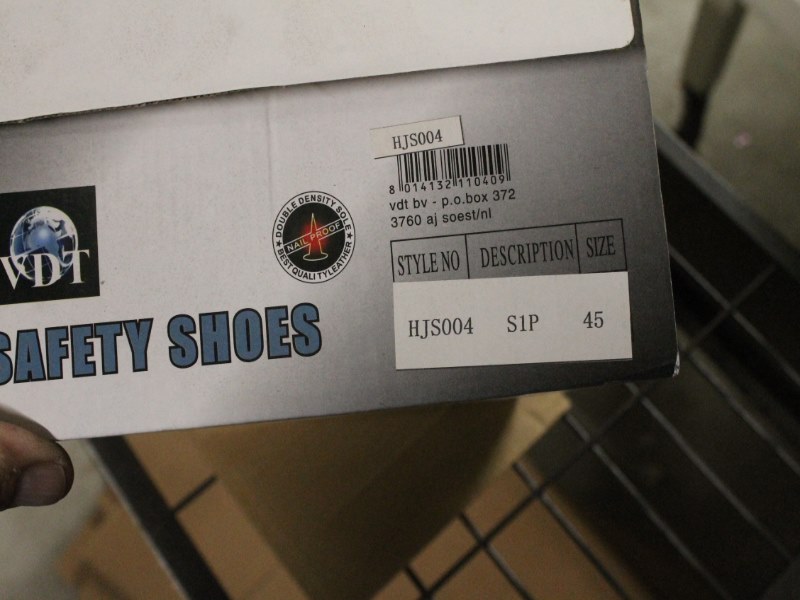 HJS004
8 014132 110409
vdt bv - p.o.box 372
3760 aj soest/nl
STYLE NO DESCRIPTION SIZE
HJS004 S1P 45
DOUBLE DENSITY SOLE
NAIL PROOF
BEST QUALITY LEATHER
VDT
SAFETY SHOES